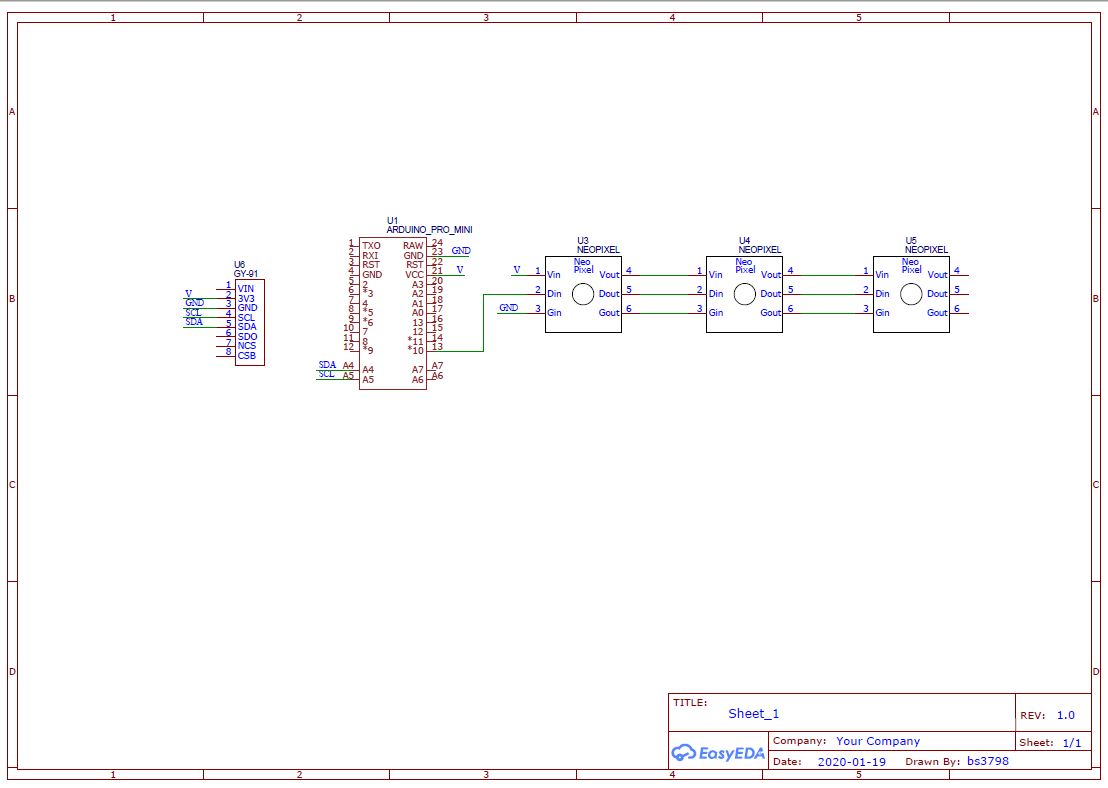 1 2 3 4 5
A A
B B
C C
D D
U6
GY-91
V
GND
SCL
SDA
1 VIN
2 3V3
3 GND
4 SCL
5 SDA
6 SDO
7 NCS
8 CSB
U1
ARDUINO_PRO_MINI
1 TXO RAW 24
2 RXI GND 23 GND
3 RST RST 22
4 GND VCC 21 V
5 2 A3 20
6 *3 A2 19
7 4 A1 18
8 *5 A0 17
9 *6 13 16
10 7 12 15
11 8 *11 14
12 *9 *10 13
SDA A4 A4 A7 A7
SCL A5 A5 A6 A6
U3
NEOPIXEL
Neo
Pixel
V 1 Vin Vout 4
2 Din Dout 5
GND 3 Gin Gout 6
U4
NEOPIXEL
Neo
Pixel
1 Vin Vout 4
2 Din Dout 5
3 Gin Gout 6
U5
NEOPIXEL
Neo
Pixel
1 Vin Vout 4
2 Din Dout 5
3 Gin Gout 6
TITLE:
Sheet_1
REV: 1.0
EasyEDA
Company: Your Company
Sheet: 1/1
Date: 2020-01-19 Drawn By: bs3798
1 2 3 4 5